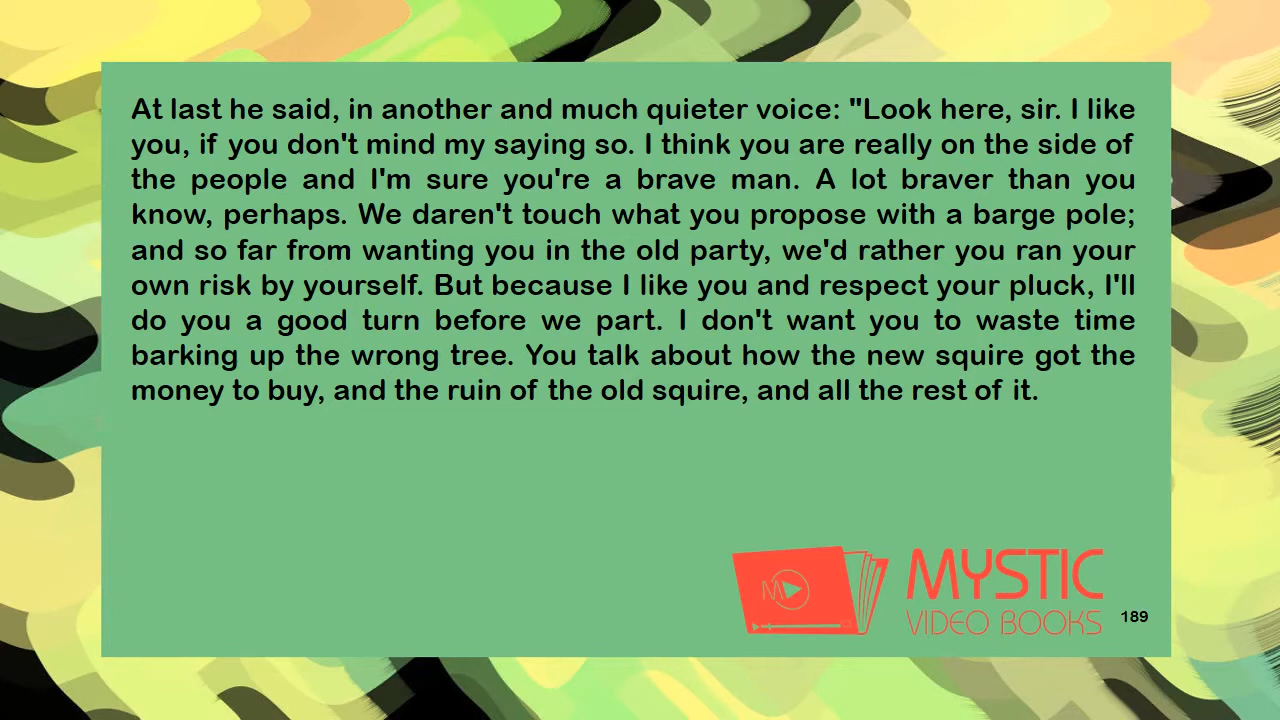 At last he said, in another and much quieter voice: "Look here, sir. I like
you, if you don't mind my saying so. I think you are really on the side of
the people and I'm sure you're a brave man. A lot braver than you
know, perhaps. We daren't touch what you propose with a barge pole;
and so far from wanting you in the old party, we'd rather you ran your
own risk by yourself. But because I like you and respect your pluck, I'll
do you a good turn before we part. I don't want you to waste time
barking up the wrong tree. You talk about how the new squire got the
money to buy, and the ruin of the old squire, and all the rest of it.
M
MYSTIC
VIDEO BOOKS
189